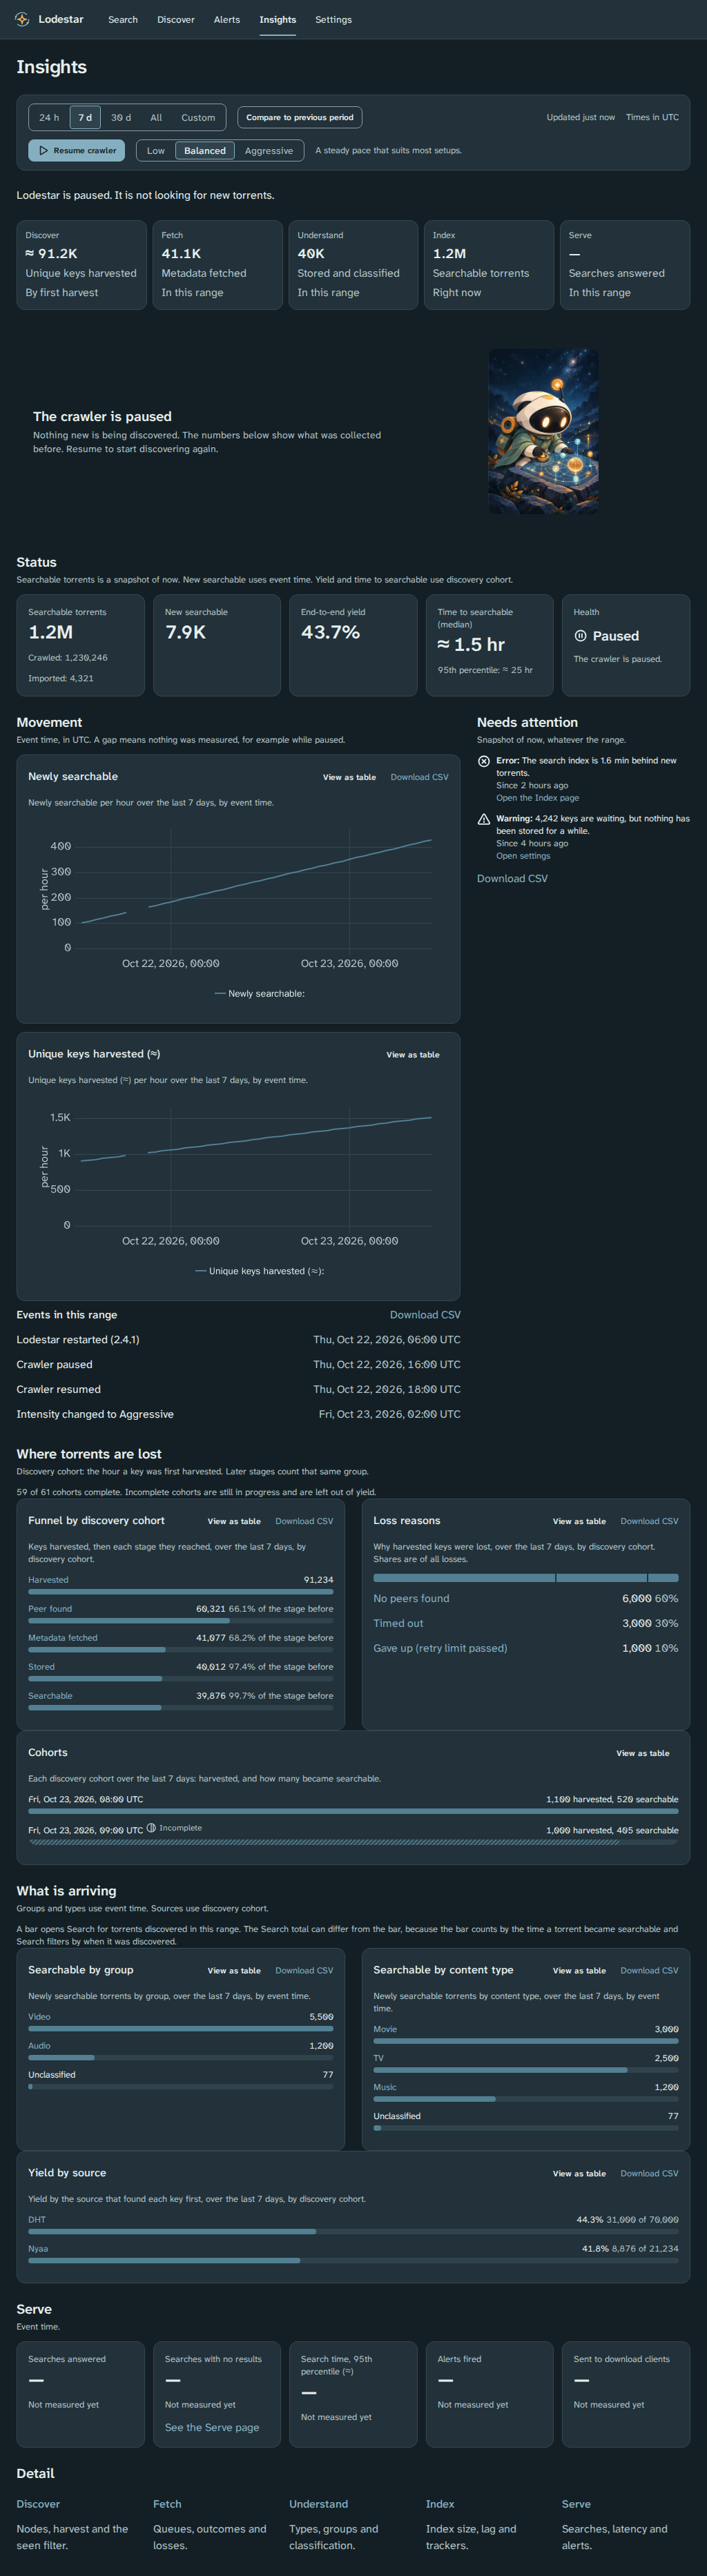 Lodestar Search Discover Alerts Insights Settings
Insights
24 h 7 d 30 d All Custom Compare to previous period Updated just now Times in UTC
Resume crawler Low Balanced Aggressive A steady pace that suits most setups.
Lodestar is paused. It is not looking for new torrents.
Discover
≈ 91.2K
Unique keys harvested
By first harvest
Fetch
41.1K
Metadata fetched
In this range
Understand
40K
Stored and classified
In this range
Index
1.2M
Searchable torrents
Right now
Serve
—
Searches answered
In this range
The crawler is paused
Nothing new is being discovered. The numbers below show what was collected
before. Resume to start discovering again.
Status
Searchable torrents is a snapshot of now. New searchable uses event time. Yield and time to searchable use discovery cohort.
Searchable torrents
1.2M
Crawled: 1,230,246
Imported: 4,321
New searchable
7.9K
End-to-end yield
43.7%
Time to searchable
(median)
≈ 1.5 hr
95th percentile: ≈ 25 hr
Health
Paused
The crawler is paused.
Movement
Event time, in UTC. A gap means nothing was measured, for example while paused.
Newly searchable View as table Download CSV
Newly searchable per hour over the last 7 days, by event time.
per hour
400
300
200
100
0
Oct 22, 2026, 00:00 Oct 23, 2026, 00:00
Newly searchable:
Unique keys harvested (≈) View as table
Unique keys harvested (≈) per hour over the last 7 days, by event time.
per hour
1.5K
1K
500
0
Oct 22, 2026, 00:00 Oct 23, 2026, 00:00
Unique keys harvested (≈):
Events in this range Download CSV
Lodestar restarted (2.4.1) Thu, Oct 22, 2026, 06:00 UTC
Crawler paused Thu, Oct 22, 2026, 16:00 UTC
Crawler resumed Thu, Oct 22, 2026, 18:00 UTC
Intensity changed to Aggressive Fri, Oct 23, 2026, 02:00 UTC
Needs attention
Snapshot of now, whatever the range.
Error: The search index is 1.6 min behind new
torrents.
Since 2 hours ago
Open the Index page
Warning: 4,242 keys are waiting, but nothing has
been stored for a while.
Since 4 hours ago
Open settings
Download CSV
Where torrents are lost
Discovery cohort: the hour a key was first harvested. Later stages count that same group.
59 of 61 cohorts complete. Incomplete cohorts are still in progress and are left out of yield.
Funnel by discovery cohort View as table Download CSV
Keys harvested, then each stage they reached, over the last 7 days, by
discovery cohort.
Harvested 91,234
Peer found 60,321 66.1% of the stage before
Metadata fetched 41,077 68.2% of the stage before
Stored 40,012 97.4% of the stage before
Searchable 39,876 99.7% of the stage before
Loss reasons View as table Download CSV
Why harvested keys were lost, over the last 7 days, by discovery cohort.
Shares are of all losses.
No peers found 6,000 60%
Timed out 3,000 30%
Gave up (retry limit passed) 1,000 10%
Cohorts View as table
Each discovery cohort over the last 7 days: harvested, and how many became searchable.
Fri, Oct 23, 2026, 08:00 UTC 1,100 harvested, 520 searchable
Fri, Oct 23, 2026, 09:00 UTC Incomplete 1,000 harvested, 405 searchable
What is arriving
Groups and types use event time. Sources use discovery cohort.
A bar opens Search for torrents discovered in this range. The Search total can differ from the bar, because the bar counts by the time a torrent became searchable and
Search filters by when it was discovered.
Searchable by group View as table Download CSV
Newly searchable torrents by group, over the last 7 days, by event time.
Video 5,500
Audio 1,200
Unclassified 77
Searchable by content type View as table Download CSV
Newly searchable torrents by content type, over the last 7 days, by event
time.
Movie 3,000
TV 2,500
Music 1,200
Unclassified 77
Yield by source View as table Download CSV
Yield by the source that found each key first, over the last 7 days, by discovery cohort.
DHT 44.3% 31,000 of 70,000
Nyaa 41.8% 8,876 of 21,234
Serve
Event time.
Searches answered
—
Not measured yet
Searches with no results
—
Not measured yet
See the Serve page
Search time, 95th
percentile (≈)
—
Not measured yet
Alerts fired
—
Not measured yet
Sent to download clients
—
Not measured yet
Detail
Discover
Nodes, harvest and the
seen filter.
Fetch
Queues, outcomes and
losses.
Understand
Types, groups and
classification.
Index
Index size, lag and
trackers.
Serve
Searches, latency and
alerts.